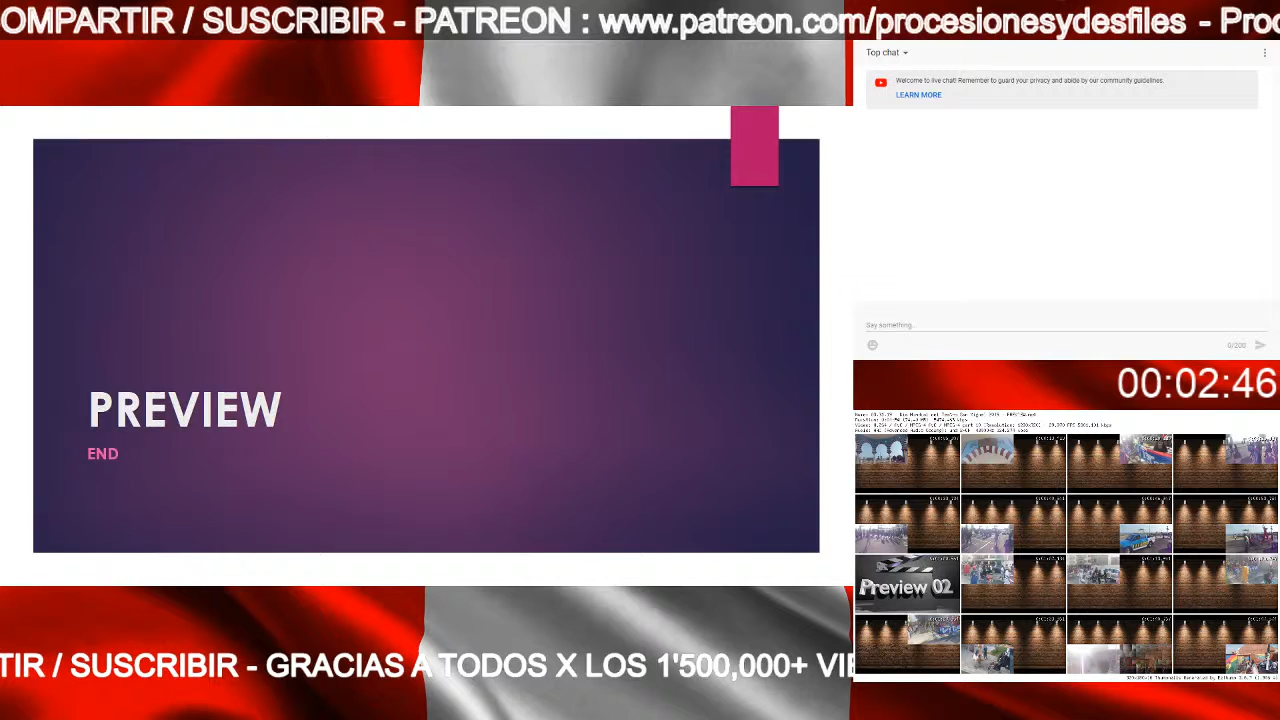 OMPARTIR / SUSCRIBIR - PATREON : www.patreon.com/procesionesydesfiles - Proc
Top chat
Welcome to live chat! Remember to guard your privacy and abide by our community guidelines.
LEARN MORE
PREVIEW
END
Say something...
0/200
00:02:46
Preview 02
TIR / SUSCRIBIR - GRACIAS A TODOS X LOS 1'500,000+ VIE